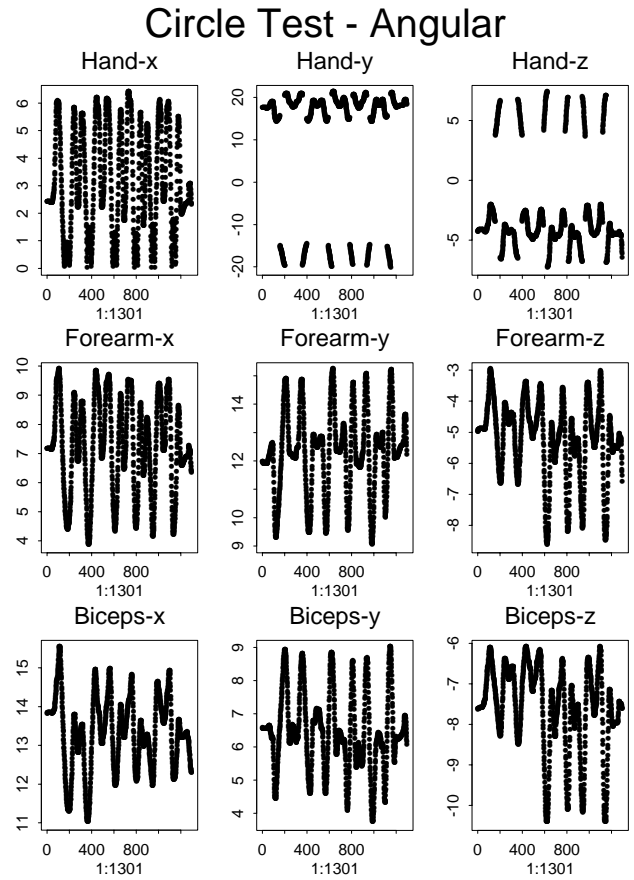 Circle Test - Angular
Hand-x
Hand-y
Hand-z
0 1 2 3 4 5 6
-20 -10 0 10 20
-5 0 5
0 400 800
0 400 800
0 400 800
1:1301
1:1301
1:1301
Forearm-x
Forearm-y
Forearm-z
4 5 6 7 8 9 10
9 10 12 14
-8 -6 -5 -4 -3
0 400 800
0 400 800
0 400 800
1:1301
1:1301
1:1301
Biceps-x
Biceps-y
Biceps-z
11 12 13 14 15
4 6 7 8 9
-10 -8 -7 -6
0 400 800
0 400 800
0 400 800
1:1301
1:1301
1:1301